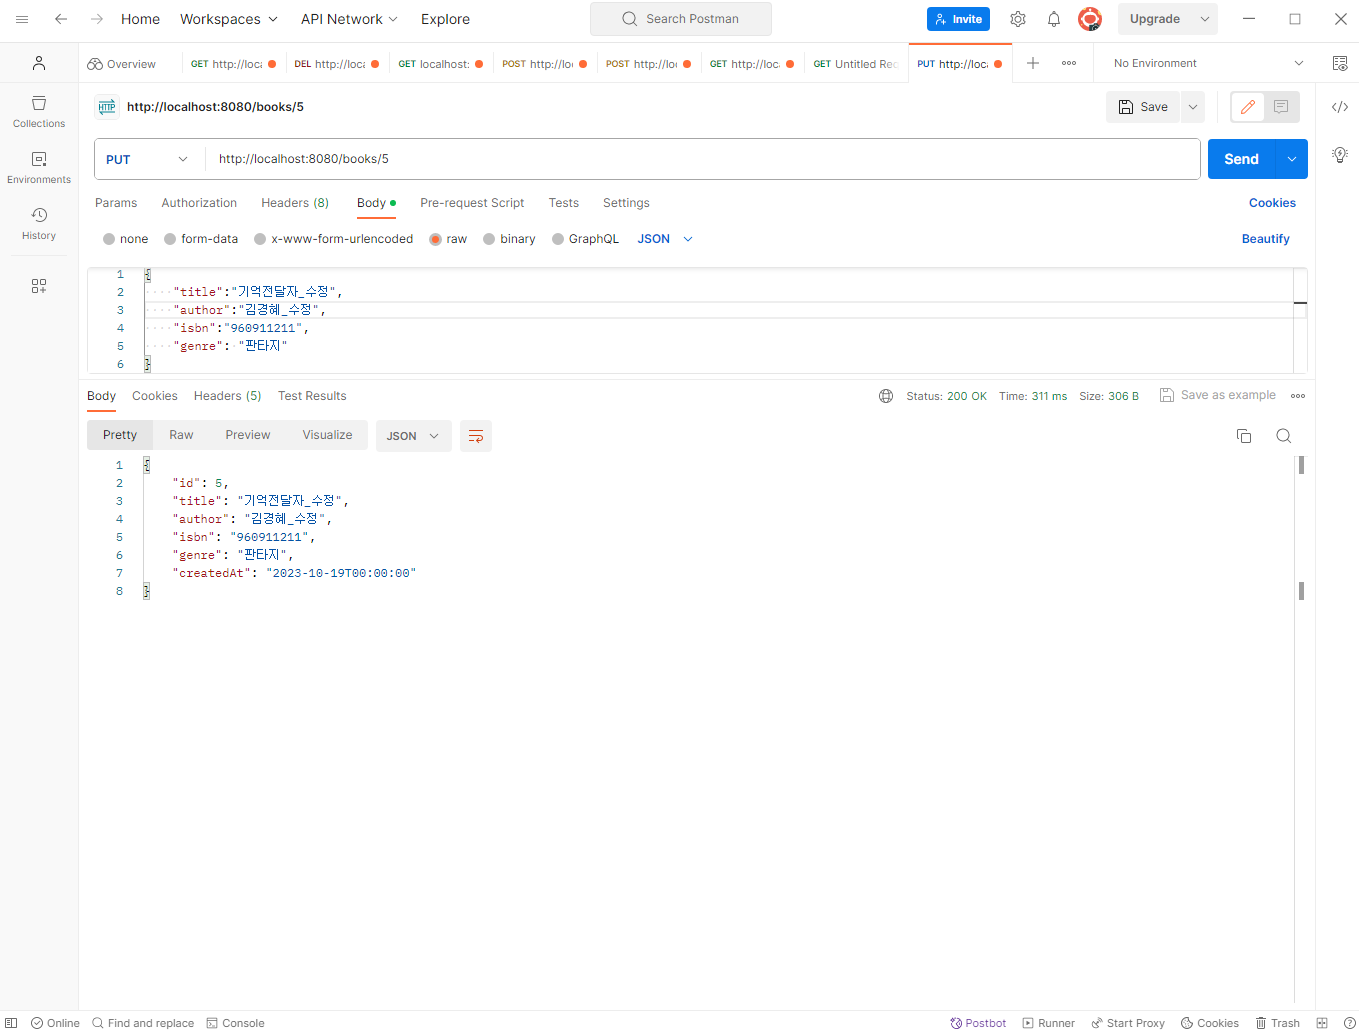 Home Workspaces API Network Explore Search Postman Invite Upgrade
Overview GET http://loca DEL http://loca GET localhost: POST http://loc POST http://loc GET http://loca GET Untitled Req PUT http://loca No Environment
HTTP http://localhost:8080/books/5 Save
Collections
Environments
History
PUT http://localhost:8080/books/5 Send
Params Authorization Headers (8) Body Pre-request Script Tests Settings Cookies
none form-data x-www-form-urlencoded raw binary GraphQL JSON Beautify
1 {
2 "title":"기억전달자_수정",
3 "author":"김경혜_수정",
4 "isbn":"960911211",
5 "genre": "판타지"
6 }
Body Cookies Headers (5) Test Results Status: 200 OK Time: 311 ms Size: 306 B Save as example
Pretty Raw Preview Visualize JSON
1 {
2 "id": 5,
3 "title": "기억전달자_수정",
4 "author": "김경혜_수정",
5 "isbn": "960911211",
6 "genre": "판타지",
7 "createdAt": "2023-10-19T00:00:00"
8 }
Online Find and replace Console Postbot Runner Start Proxy Cookies Trash